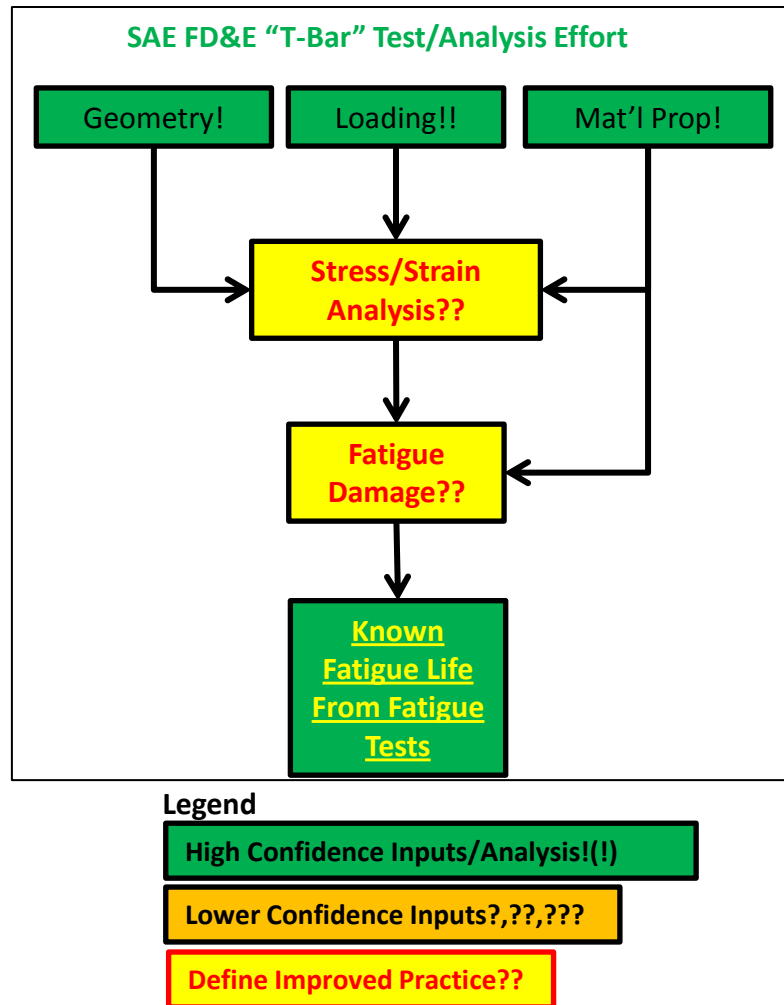 SAE FD&E “T-Bar” Test/Analysis Effort
Geometry!
Loading!!
Mat’l Prop!
Stress/Strain
Analysis??
Fatigue
Damage??
Known
Fatigue Life
From Fatigue
Tests
Legend
High Confidence Inputs/Analysis!(!)
Lower Confidence Inputs?,??,???
Define Improved Practice??